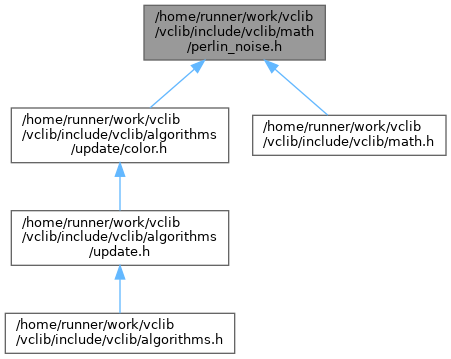 /home/runner/work/vclib
/vclib/include/vclib/math
/perlin_noise.h
/home/runner/work/vclib
/vclib/include/vclib/algorithms
/update/color.h
/home/runner/work/vclib
/vclib/include/vclib/math.h
/home/runner/work/vclib
/vclib/include/vclib/algorithms
/update.h
/home/runner/work/vclib
/vclib/include/vclib/algorithms.h